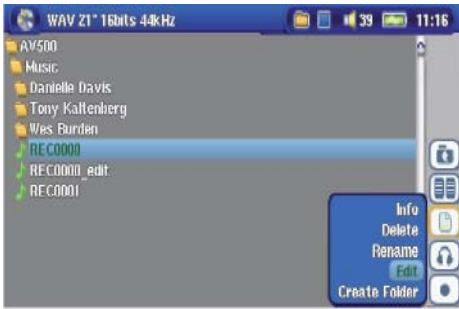 WAV 21" 16bits 44kHz 39 11:16
AV500
Music
Danielle Davis
Tony Kaltenberg
Wes Burden
REC0000
REC0000_edit
REC0001
Info
Delete
Rename
Edit
Create Folder